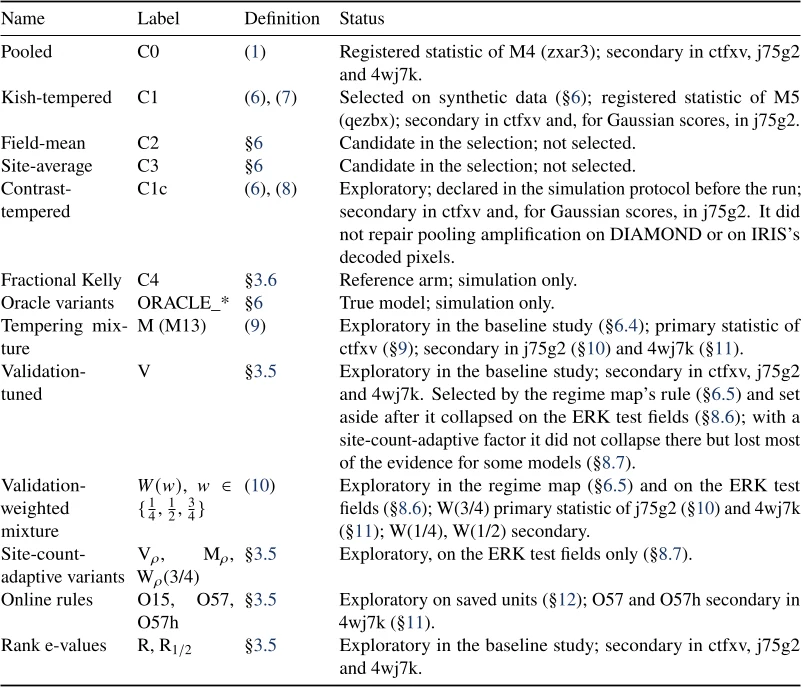 Name Label Definition Status
Pooled C0 (1) Registered statistic of M4 (zxar3); secondary in ctfxv, j75g2
and 4wj7k.
Kish-tempered C1 (6), (7) Selected on synthetic data (§6); registered statistic of M5
(qezbx); secondary in ctfxv and, for Gaussian scores, in j75g2.
Field-mean C2 §6 Candidate in the selection; not selected.
Site-average C3 §6 Candidate in the selection; not selected.
Contrast- C1c (6), (8) Exploratory; declared in the simulation protocol before the run;
tempered secondary in ctfxv and, for Gaussian scores, in j75g2. It did
not repair pooling amplification on DIAMOND or on IRIS's
decoded pixels.
Fractional Kelly C4 §3.6 Reference arm; simulation only.
Oracle variants ORACLE_* §6 True model; simulation only.
Tempering mix- M (M13) (9) Exploratory in the baseline study (§6.4); primary statistic of
ture ctfxv (§9); secondary in j75g2 (§10) and 4wj7k (§11).
Validation- V §3.5 Exploratory in the baseline study; secondary in ctfxv, j75g2
tuned and 4wj7k. Selected by the regime map's rule (§6.5) and set
aside after it collapsed on the ERK test fields (§8.6); with a
site-count-adaptive factor it did not collapse there but lost most
of the evidence for some models (§8.7).
Validation- W(w), w ∈ (10) Exploratory in the regime map (§6.5) and on the ERK test
weighted {1/4, 1/2, 3/4} fields (§8.6); W(3/4) primary statistic of j75g2 (§10) and 4wj7k
mixture (§11); W(1/4), W(1/2) secondary.
Site-count- Vρ, Mρ, §3.5 Exploratory, on the ERK test fields only (§8.7).
adaptive variants Wρ(3/4)
Online rules O15, O57, §3.5 Exploratory on saved units (§12); O57 and O57h secondary in
O57h 4wj7k (§11).
Rank e-values R, R1/2 §3.5 Exploratory in the baseline study; secondary in ctfxv, j75g2
and 4wj7k.